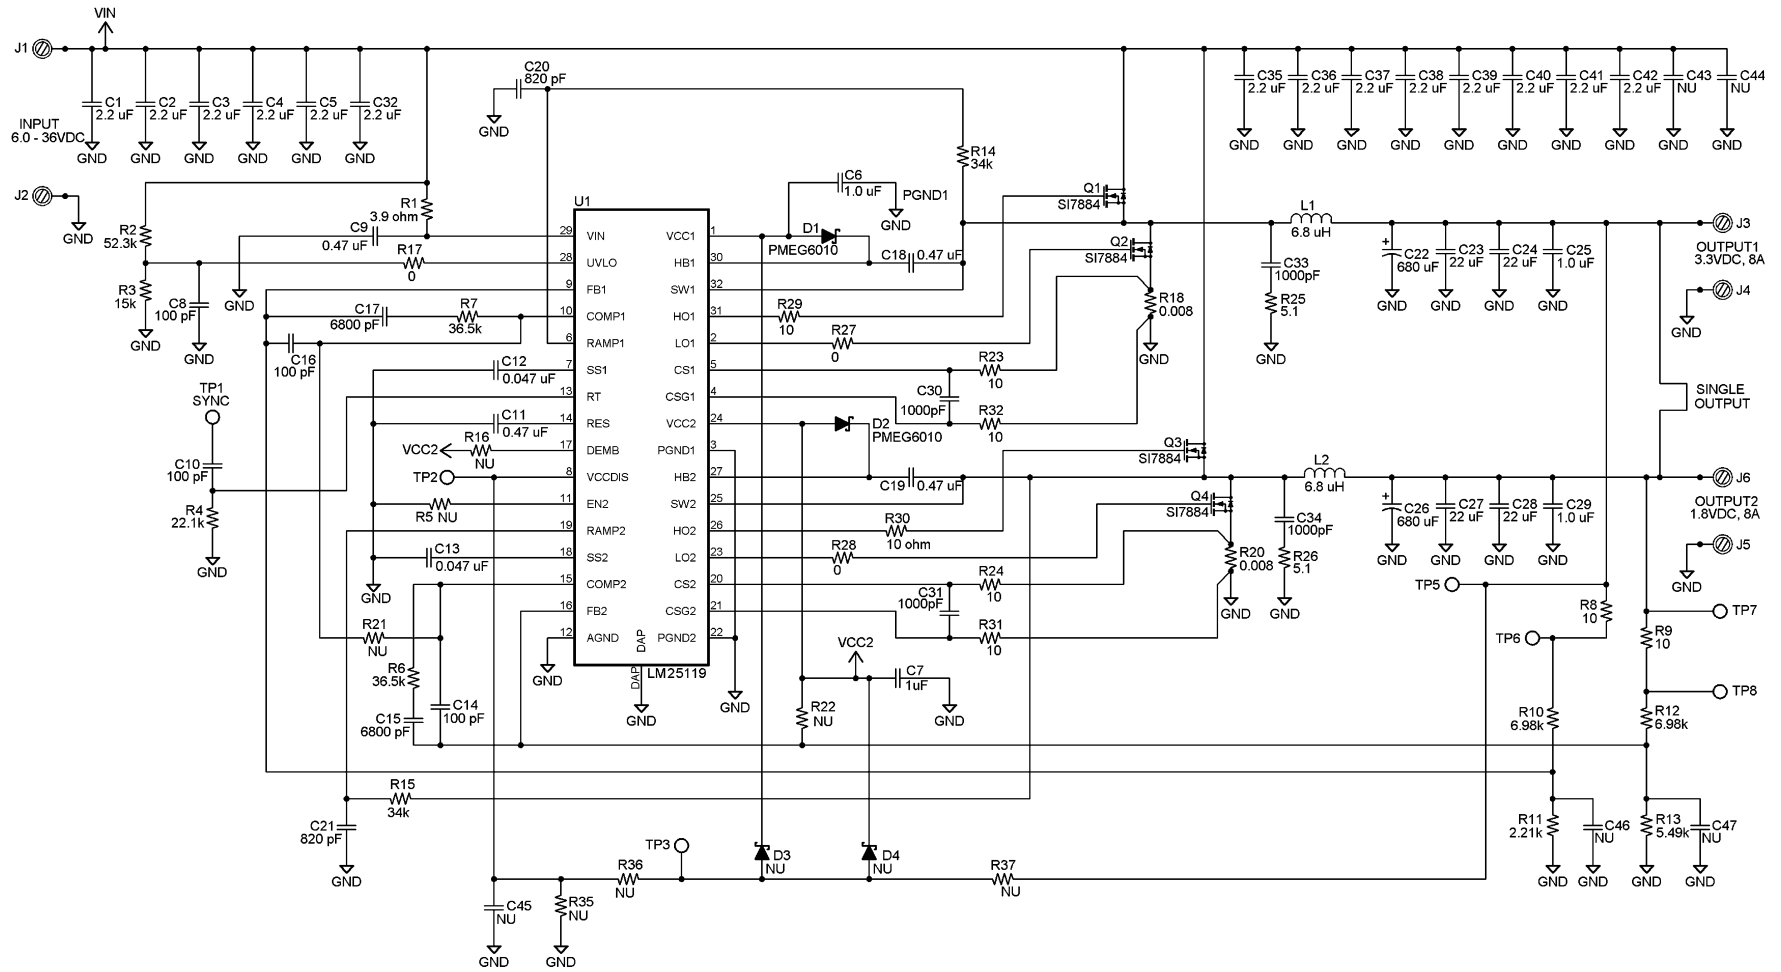 VIN
J1
C1
2.2 uF
C2
2.2 uF
C3
2.2 uF
C4
2.2 uF
C5
2.2 uF
C32
2.2 uF
INPUT
6.0 - 36VDC
GND
GND
GND
GND
GND
GND
C20
820 pF
GND
C35
2.2 uF
C36
2.2 uF
C37
2.2 uF
C38
2.2 uF
C39
2.2 uF
C40
2.2 uF
C41
2.2 uF
C42
2.2 uF
C43
NU
C44
NU
GND
GND
GND
GND
GND
GND
GND
GND
GND
GND
R14
34k
J2
GND
R1
3.9 ohm
R2
52.3k
C9
0.47 uF
R17
0
R3
15k
C8
100 pF
GND
GND
GND
C17
6800 pF
R7
36.5k
C16
100 pF
C12
0.047 uF
TP1
SYNC
C11
0.47 uF
VCC2
R16
NU
TP2
C10
100 pF
R4
22.1k
GND
R5 NU
C13
0.047 uF
GND
R21
NU
R6
36.5k
C15
6800 pF
C14
100 pF
GND
U1
29
VIN
28
UVLO
9
FB1
10
COMP1
6
RAMP1
7
SS1
13
RT
14
RES
17
DEMB
8
VCCDIS
11
EN2
19
RAMP2
18
SS2
15
COMP2
16
FB2
12
AGND
DAP
DAP
GND
LM25119
VCC1
1
HB1
30
SW1
32
HO1
31
LO1
2
CS1
5
CSG1
4
VCC2
24
PGND1
3
HB2
27
SW2
25
HO2
26
LO2
23
CS2
20
CSG2
21
PGND2
22
GND
C6
1.0 uF
PGND1
GND
D1
PMEG6010
C18
0.47 uF
R29
10
R27
0
R23
10
C30
1000pF
R32
10
D2
PMEG6010
C19
0.47 uF
R30
10 ohm
R28
0
R24
10
C31
1000pF
R31
10
VCC2
C7
1uF
GND
R22
NU
Q1
SI7884
Q2
SI7884
R18
0.008
GND
C33
1000pF
R25
5.1
GND
L1
6.8 uH
+
C22
680 uF
C23
22 uF
C24
22 uF
C25
1.0 uF
GND
GND
GND
GND
J3
OUTPUT1
3.3VDC, 8A
J4
GND
SINGLE
OUTPUT
Q3
SI7884
Q4
SI7884
R20
0.008
GND
C34
1000pF
R26
5.1
GND
L2
6.8 uH
+
C26
680 uF
C27
22 uF
C28
22 uF
C29
1.0 uF
GND
GND
GND
GND
J6
OUTPUT2
1.8VDC, 8A
J5
GND
TP5
R8
10
TP6
TP7
R9
10
TP8
R10
6.98k
R12
6.98k
R11
2.21k
C46
NU
R13
5.49k
C47
NU
GND
GND
GND
GND
R15
34k
C21
820 pF
GND
TP3
D3
NU
D4
NU
R36
NU
R37
NU
C45
NU
R35
NU
GND
GND